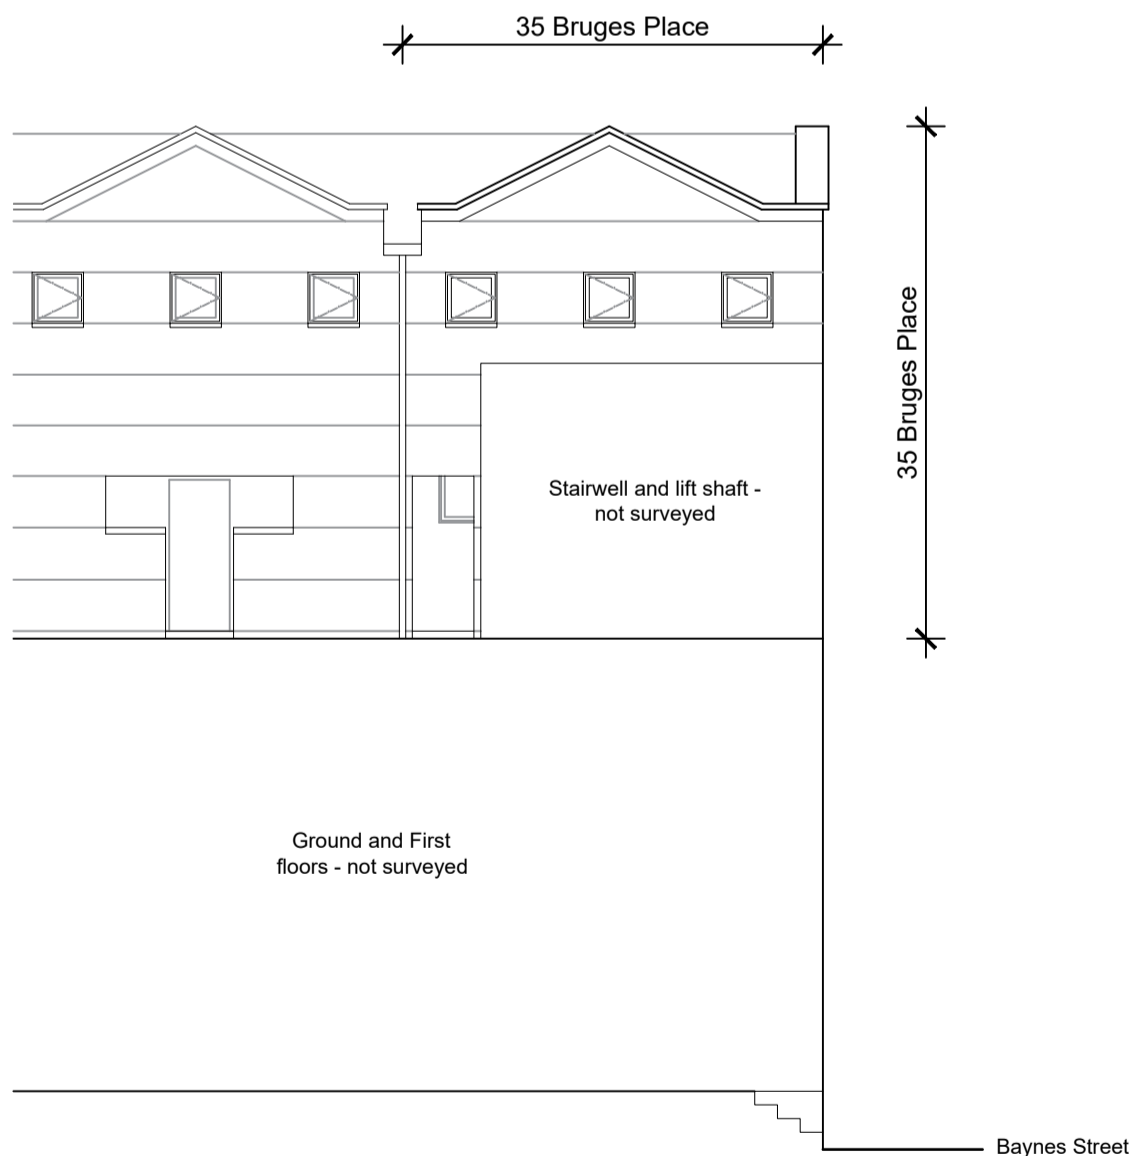 35 Bruges Place
35 Bruges Place
Stairwell and lift shaft -
not surveyed
Ground and First
floors - not surveyed
Baynes Street